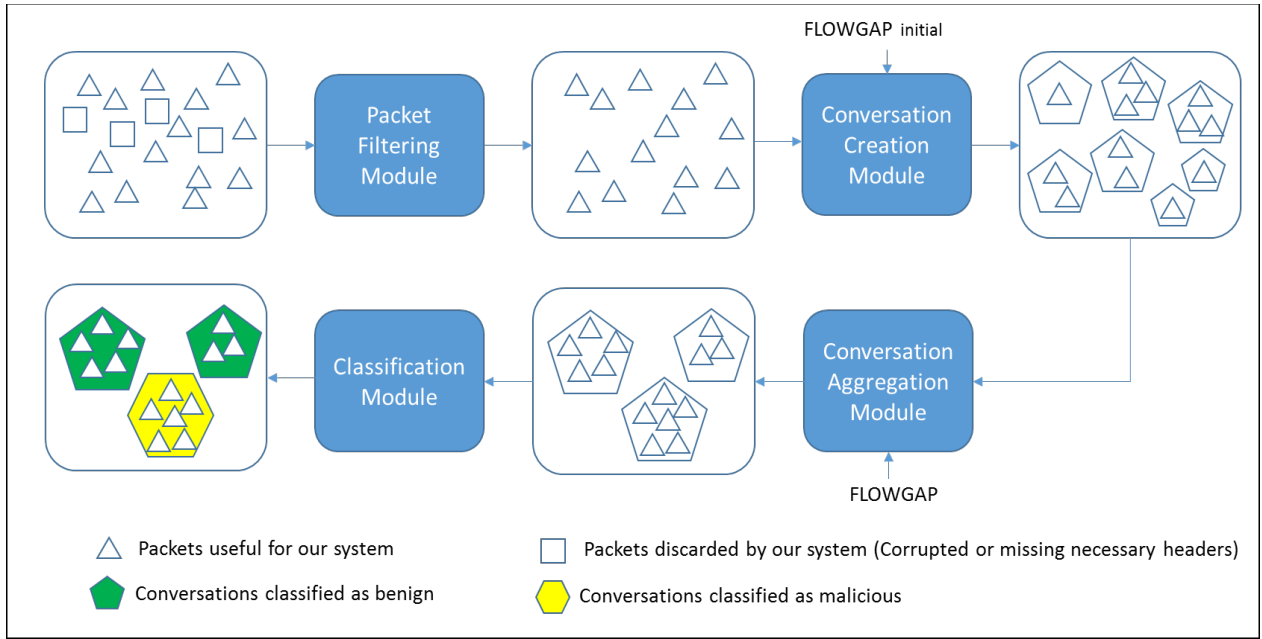 FLOWGAP initial
Packet
Filtering
Module
Conversation
Creation
Module
Classification
Module
Conversation
Aggregation
Module
FLOWGAP
Packets useful for our system
Packets discarded by our system (Corrupted or missing necessary headers)
Conversations classified as benign
Conversations classified as malicious